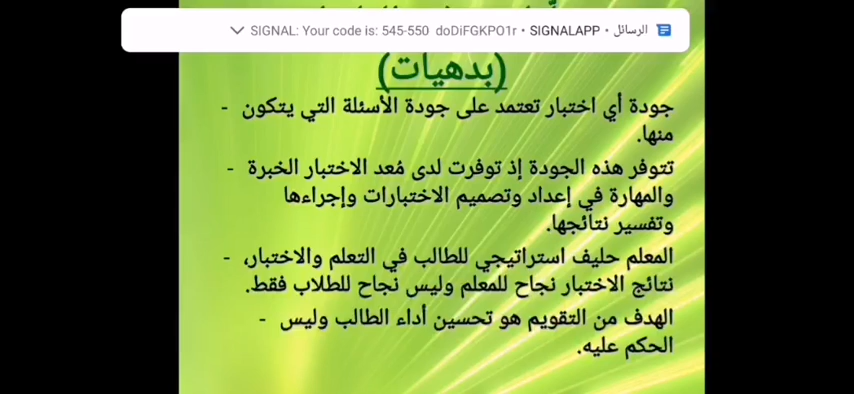 الرسائل • SIGNALAPP • SIGNAL: Your code is: 545-550 doDiFGKPO1r
(بدهيات)
- جودة أي اختبار تعتمد على جودة الأسئلة التي يتكون
منها.
- تتوفر هذه الجودة إذ توفرت لدى مُعد الاختبار الخبرة
والمهارة في إعداد وتصميم الاختبارات وإجراءها
وتفسير نتائجها.
- المعلم حليف استراتيجي للطالب في التعلم والاختبار،
نتائج الاختبار نجاح للمعلم وليس نجاح للطلاب فقط.
- الهدف من التقويم هو تحسين أداء الطالب وليس
الحكم عليه.